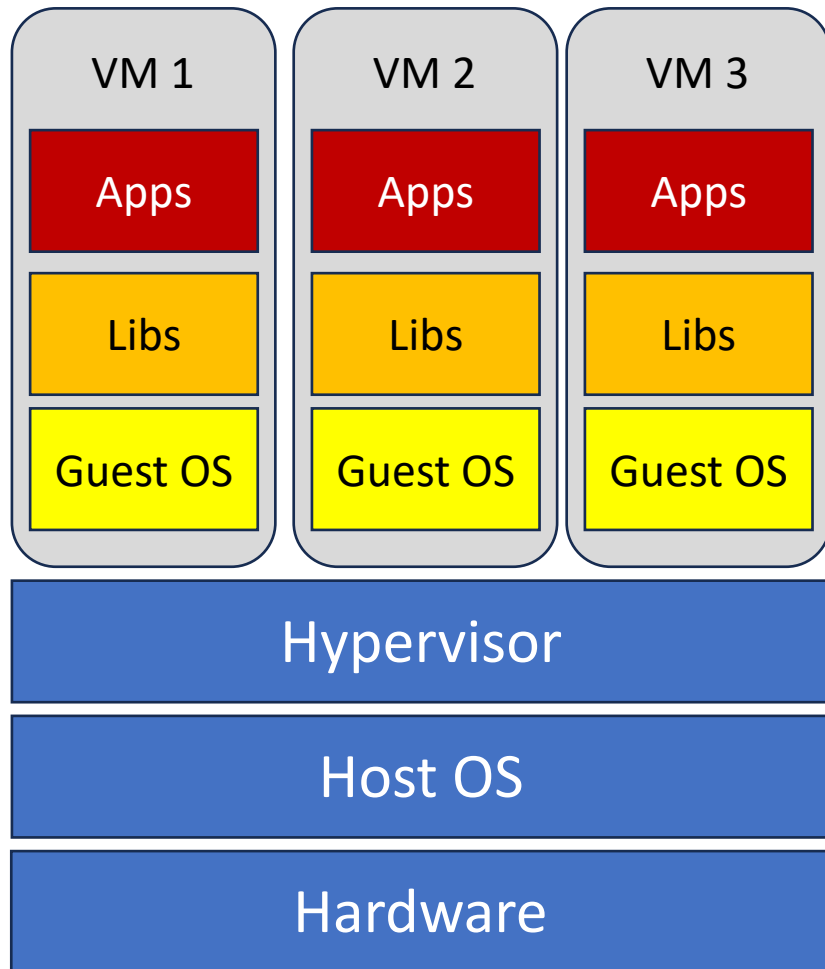 VM 1 VM 2 VM 3
Apps Apps Apps
Libs Libs Libs
Guest OS Guest OS Guest OS
Hypervisor
Host OS
Hardware